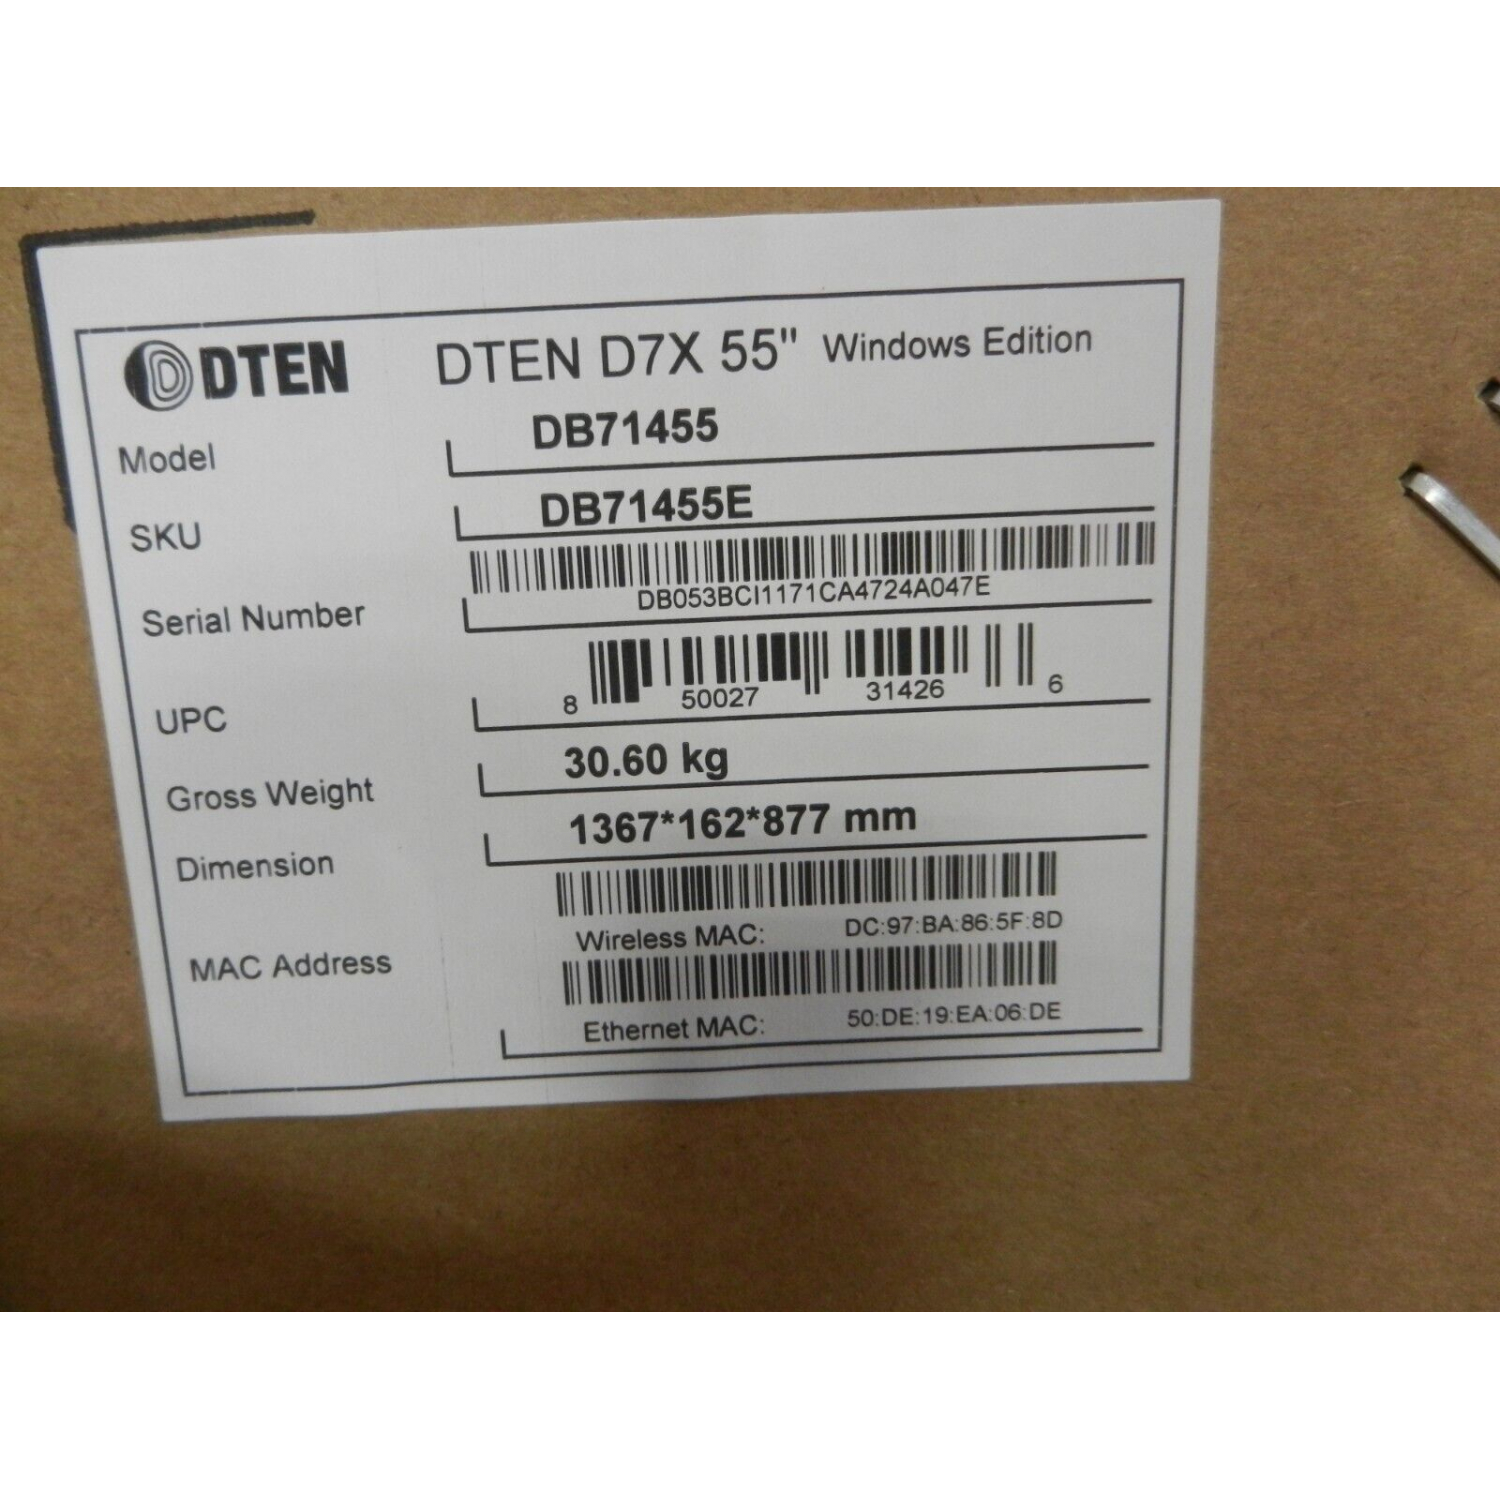 DTEN DTEN D7X 55" Windows Edition
Model DB71455
SKU DB71455E
DB053BCI1171CA4724A047E
Serial Number
8 50027 31426 6
UPC
Gross Weight 30.60 kg
Dimension 1367*162*877 mm
Wireless MAC: DC:97:BA:86:5F:8D
MAC Address
Ethernet MAC: 50:DE:19:EA:06:DE